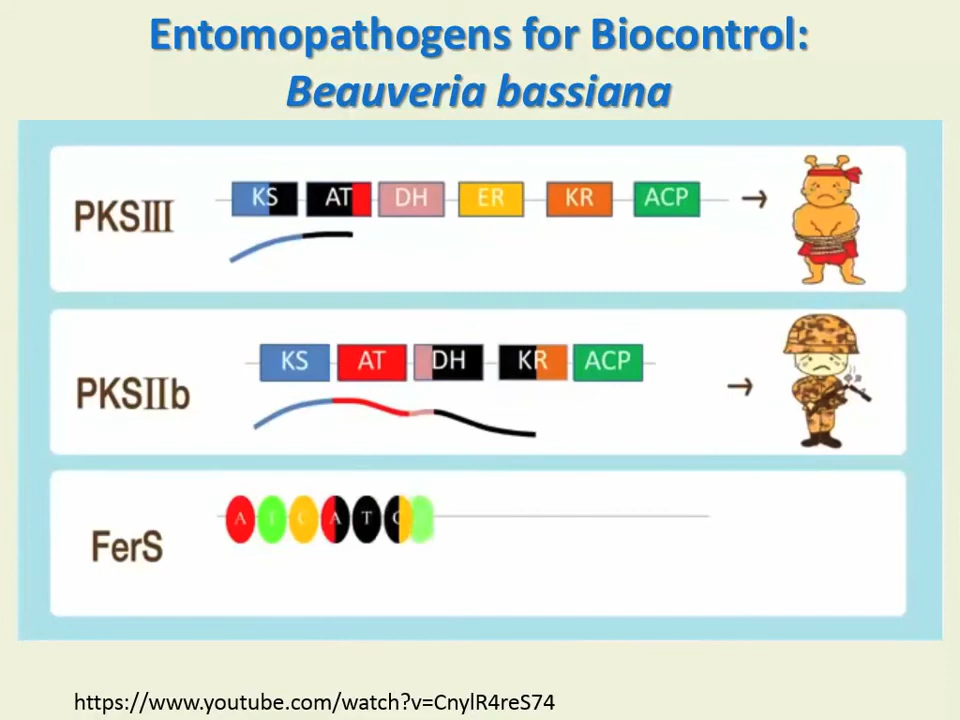 Entomopathogens for Biocontrol:
Beauveria bassiana
PKSIII
KS AT DH ER KR ACP
→
PKSIIb
KS AT DH KR ACP
→
FerS
A T C A T C
https://www.youtube.com/watch?v=CnylR4reS74